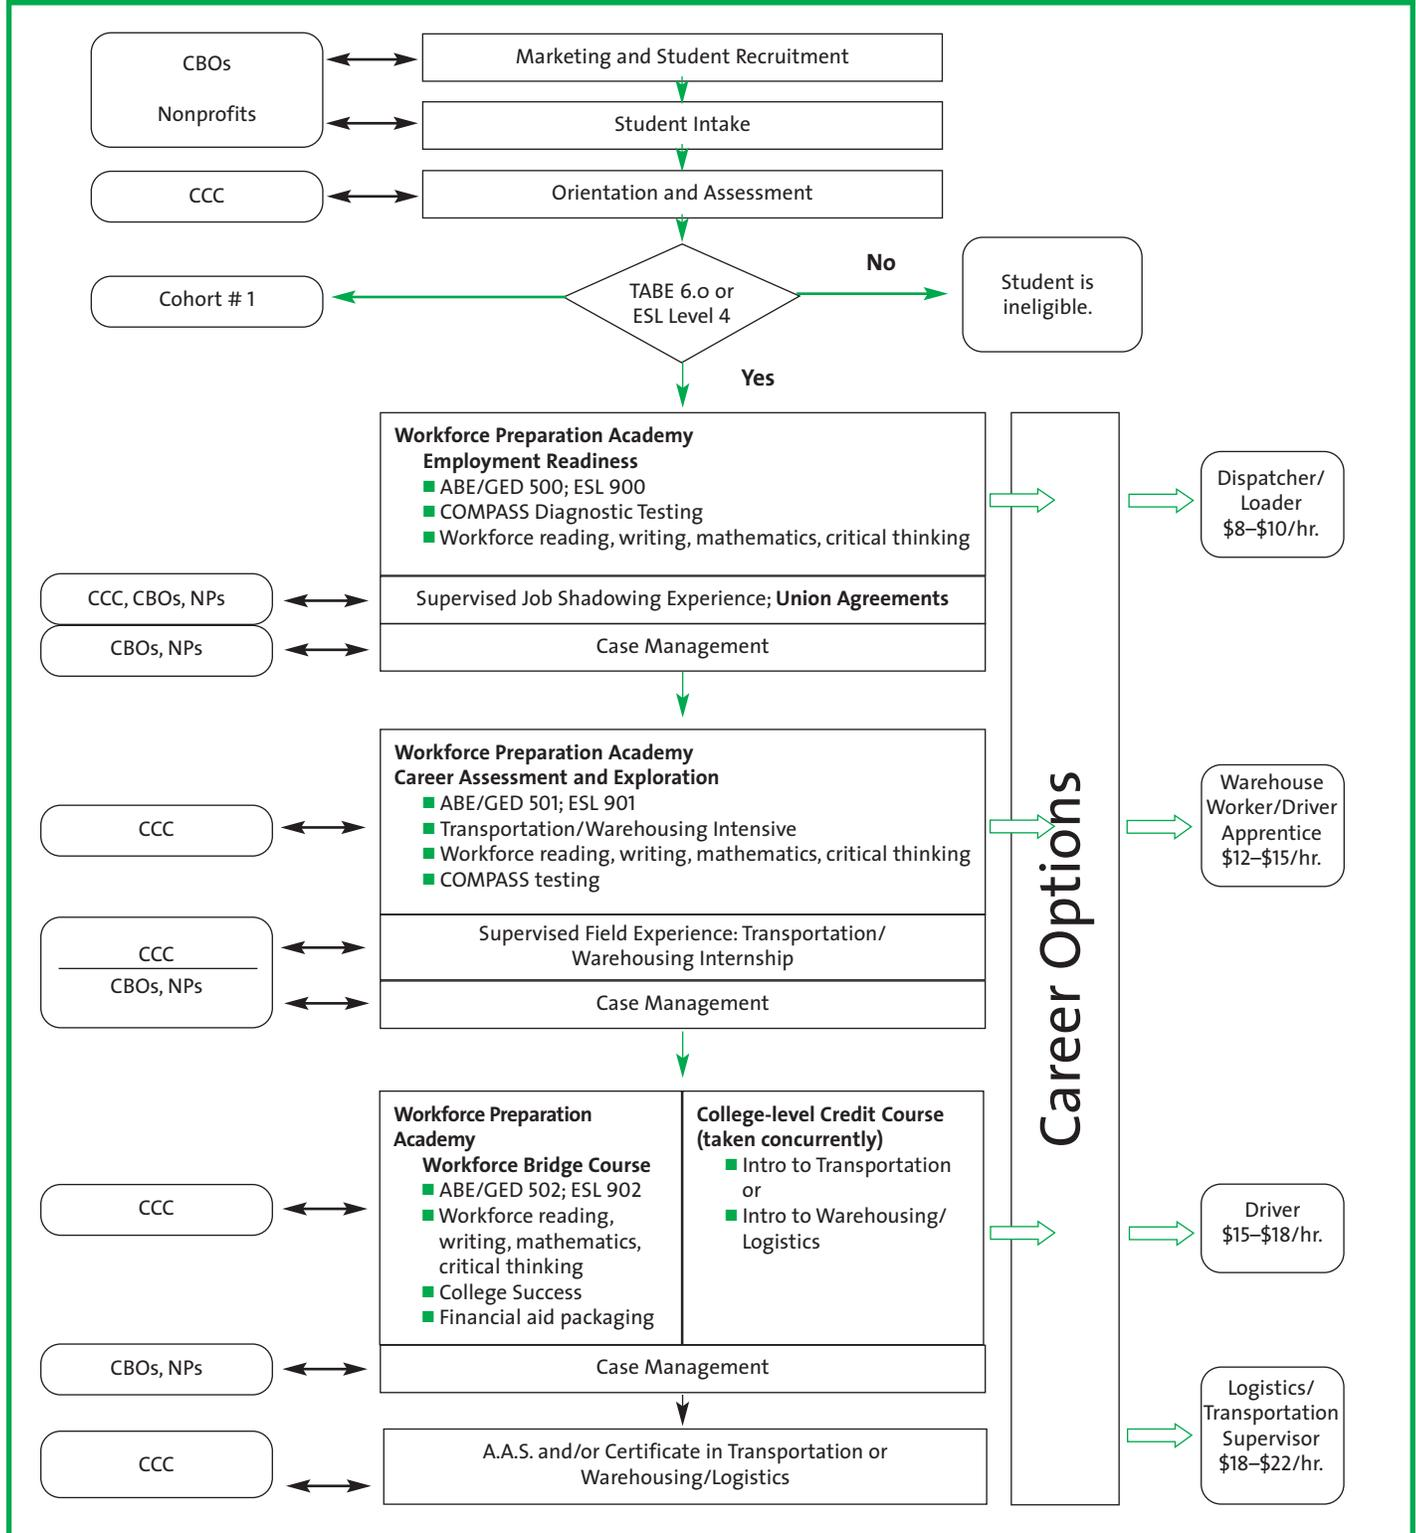 CBOs
Nonprofits
Marketing and Student Recruitment
Student Intake
CCC
Orientation and Assessment
Cohort # 1
TABE 6.0 or
ESL Level 4
No
Student is
ineligible.
Yes
Workforce Preparation Academy
Employment Readiness
■ ABE/GED 500; ESL 900
■ COMPASS Diagnostic Testing
■ Workforce reading, writing, mathematics, critical thinking
Dispatcher/
Loader
$8–$10/hr.
CCC, CBOs, NPs
Supervised Job Shadowing Experience; Union Agreements
CBOs, NPs
Case Management
Workforce Preparation Academy
Career Assessment and Exploration
■ ABE/GED 501; ESL 901
■ Transportation/Warehousing Intensive
■ Workforce reading, writing, mathematics, critical thinking
■ COMPASS testing
CCC
Career Options
Warehouse
Worker/Driver
Apprentice
$12–$15/hr.
CCC
CBOs, NPs
Supervised Field Experience: Transportation/
Warehousing Internship
Case Management
CCC
Workforce Preparation
Academy
Workforce Bridge Course
■ ABE/GED 502; ESL 902
■ Workforce reading,
writing, mathematics,
critical thinking
■ College Success
■ Financial aid packaging
College-level Credit Course
(taken concurrently)
■ Intro to Transportation
or
■ Intro to Warehousing/
Logistics
Driver
$15–$18/hr.
CBOs, NPs
Case Management
CCC
A.A.S. and/or Certificate in Transportation or
Warehousing/Logistics
Logistics/
Transportation
Supervisor
$18–$22/hr.